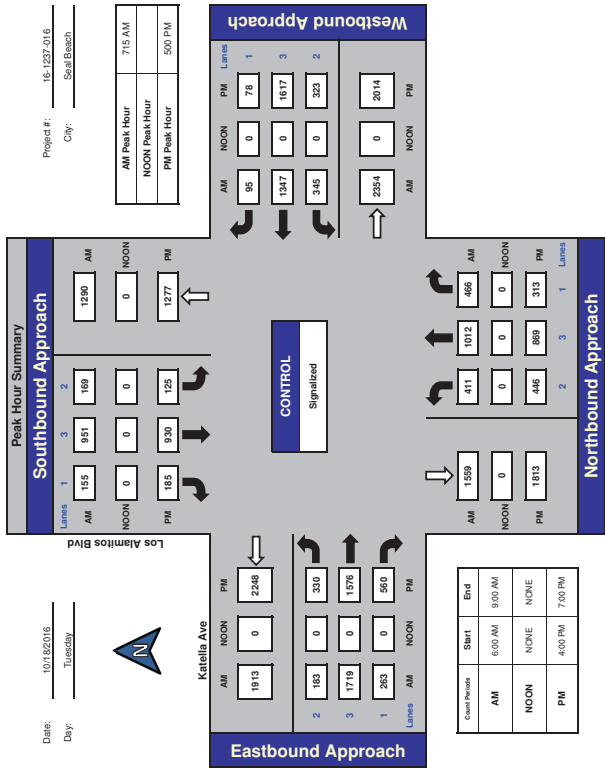 Peak Hour Summary
Project #: 16-1237-016
City: Seal Beach
Date: 10/18/2016
Day: Tuesday
N
AM Peak Hour 715 AM
NOON Peak Hour
PM Peak Hour 500 PM
Southbound Approach
Los Alamitos Blvd
Lanes 1 3 2
AM 155 951 169 1290 AM
NOON 0 0 0 0 NOON
PM 185 930 125 1277 PM
Westbound Approach
AM NOON PM Lanes
95 0 78 1
1347 0 1617 3
345 0 323 2
2354 0 2014
AM NOON PM
CONTROL
Signalized
Katella Ave
Eastbound Approach
AM NOON PM
1913 0 2248
2 183 0 330
3 1719 0 1576
1 263 0 560
Lanes AM NOON PM
Northbound Approach
AM 1559 411 1012 466 AM
NOON 0 0 0 0 NOON
PM 1813 446 869 313 PM
2 3 1 Lanes
Count Periods Start End
AM 6:00 AM 9:00 AM
NOON NONE NONE
PM 4:00 PM 7:00 PM